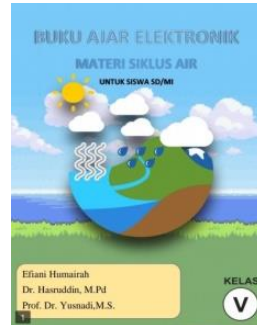 BUKU AJAR ELEKTRONIK
MATERI SIKLUS AIR
UNTUK SISWA SD/MI
Efiani Humairah
Dr. Hasruddin, M.Pd
Prof. Dr. Yusnadi,M.S.
KELAS
V
1